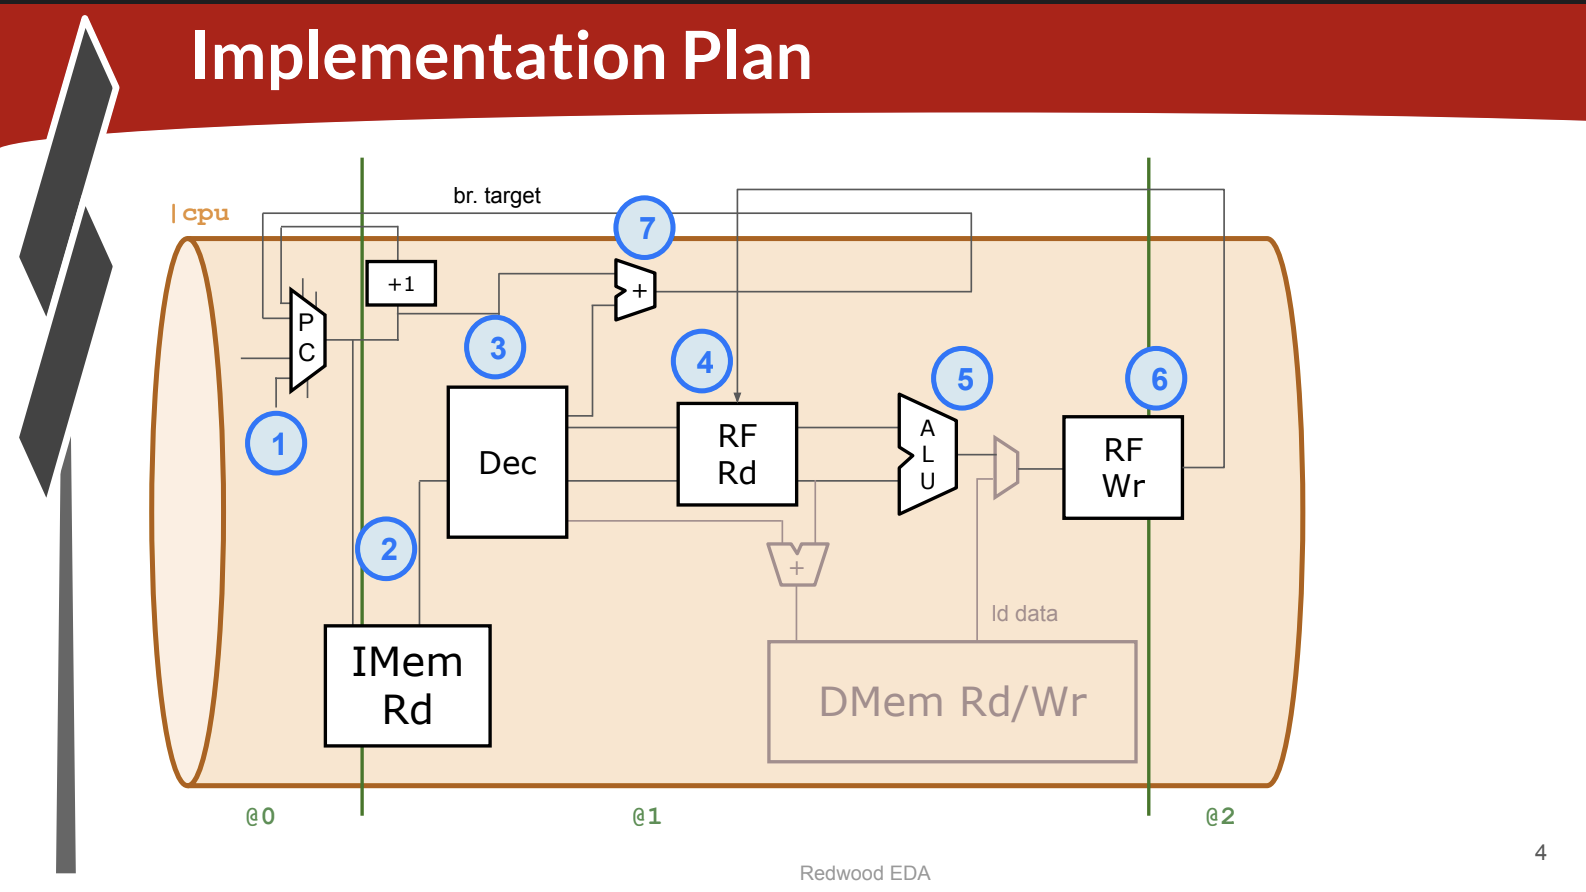 Implementation Plan
br. target
|cpu
7
+1
+
P
C
3
4
5
6
1
Dec
RF
Rd
A
L
U
RF
Wr
2
+
ld data
IMem
Rd
DMem Rd/Wr
@0
@1
@2
4
Redwood EDA